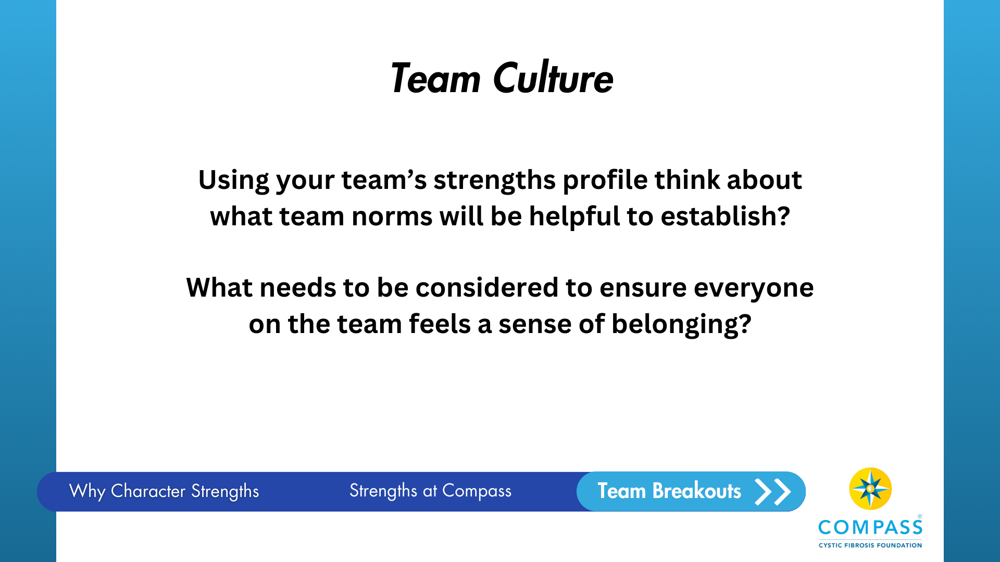 Team Culture
Using your team’s strengths profile think about
what team norms will be helpful to establish?
What needs to be considered to ensure everyone
on the team feels a sense of belonging?
Why Character Strengths
Strengths at Compass
Team Breakouts
COMPASS®
CYSTIC FIBROSIS FOUNDATION